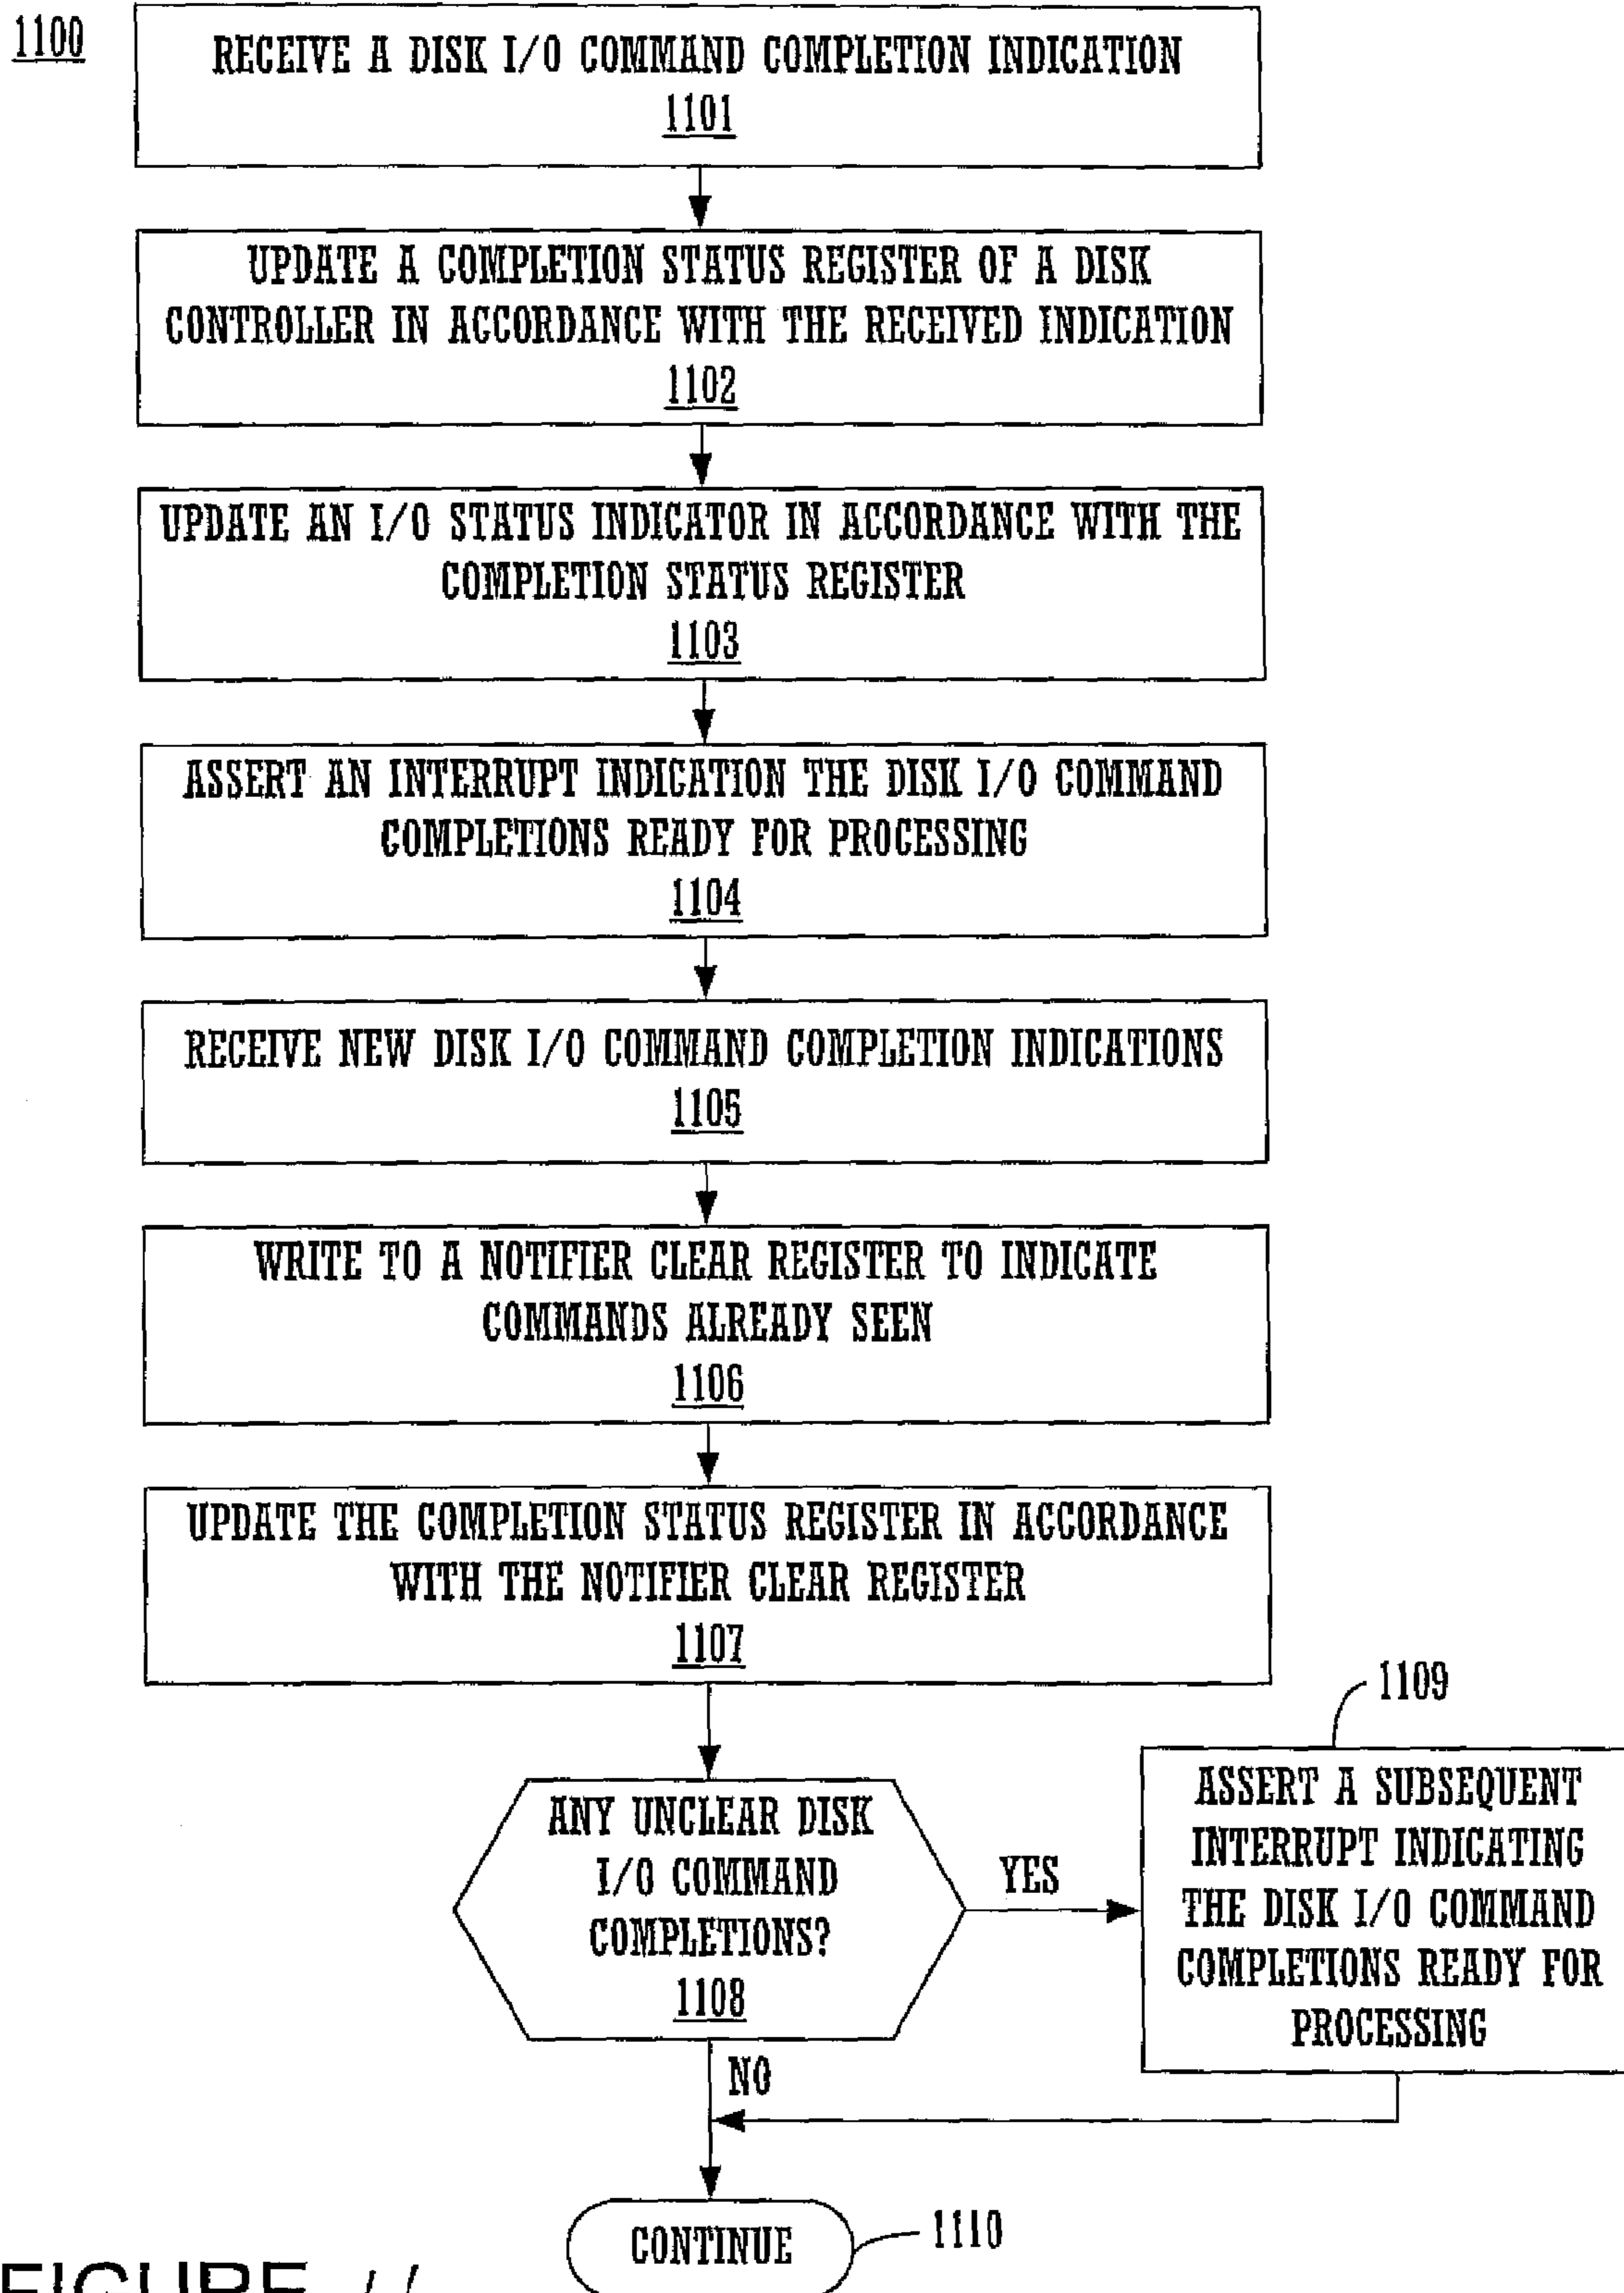 1100
RECEIVE A DISK I/O COMMAND COMPLETION INDICATION
1101
UPDATE A COMPLETION STATUS REGISTER OF A DISK
CONTROLLER IN ACCORDANCE WITH THE RECEIVED INDICATION
1102
UPDATE AN I/O STATUS INDICATOR IN ACCORDANCE WITH THE
COMPLETION STATUS REGISTER
1103
ASSERT AN INTERRUPT INDICATION THE DISK I/O COMMAND
COMPLETIONS READY FOR PROCESSING
1104
RECEIVE NEW DISK I/O COMMAND COMPLETION INDICATIONS
1105
WRITE TO A NOTIFIER CLEAR REGISTER TO INDICATE
COMMANDS ALREADY SEEN
1106
UPDATE THE COMPLETION STATUS REGISTER IN ACCORDANCE
WITH THE NOTIFIER CLEAR REGISTER
1107
ANY UNCLEAR DISK
I/O COMMAND
COMPLETIONS?
1108
YES
NO
1109
ASSERT A SUBSEQUENT
INTERRUPT INDICATING
THE DISK I/O COMMAND
COMPLETIONS READY FOR
PROCESSING
CONTINUE
1110
FIGURE 11